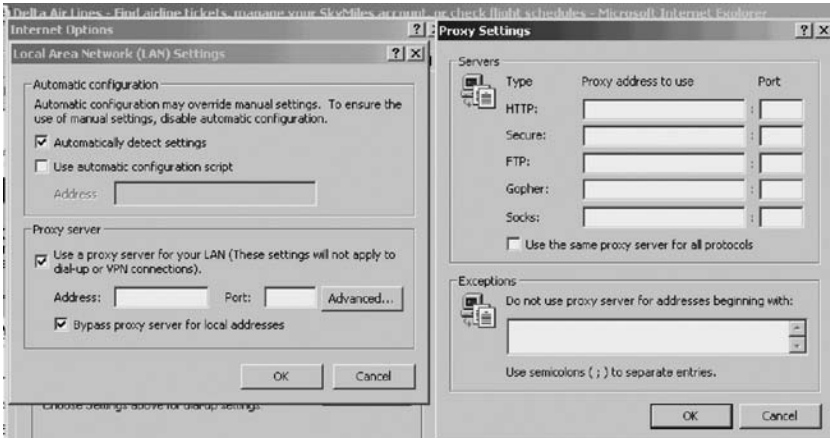 Delta Air Lines - Find airline tickets, manage your SkyMiles account, or check flight schedules - Microsoft Internet Explorer
Internet Options
Local Area Network (LAN) Settings
Automatic configuration
Automatic configuration may override manual settings. To ensure the
use of manual settings, disable automatic configuration.
Automatically detect settings
Use automatic configuration script
Address
Proxy server
Use a proxy server for your LAN (These settings will not apply to
dial-up or VPN connections).
Address: Port: Advanced...
Bypass proxy server for local addresses
OK Cancel
Choose Settings above for dial-up settings.
Proxy Settings
Servers
Type Proxy address to use Port
HTTP: :
Secure: :
FTP: :
Gopher: :
Socks: :
Use the same proxy server for all protocols
Exceptions
Do not use proxy server for addresses beginning with:
Use semicolons ( ; ) to separate entries.
OK Cancel